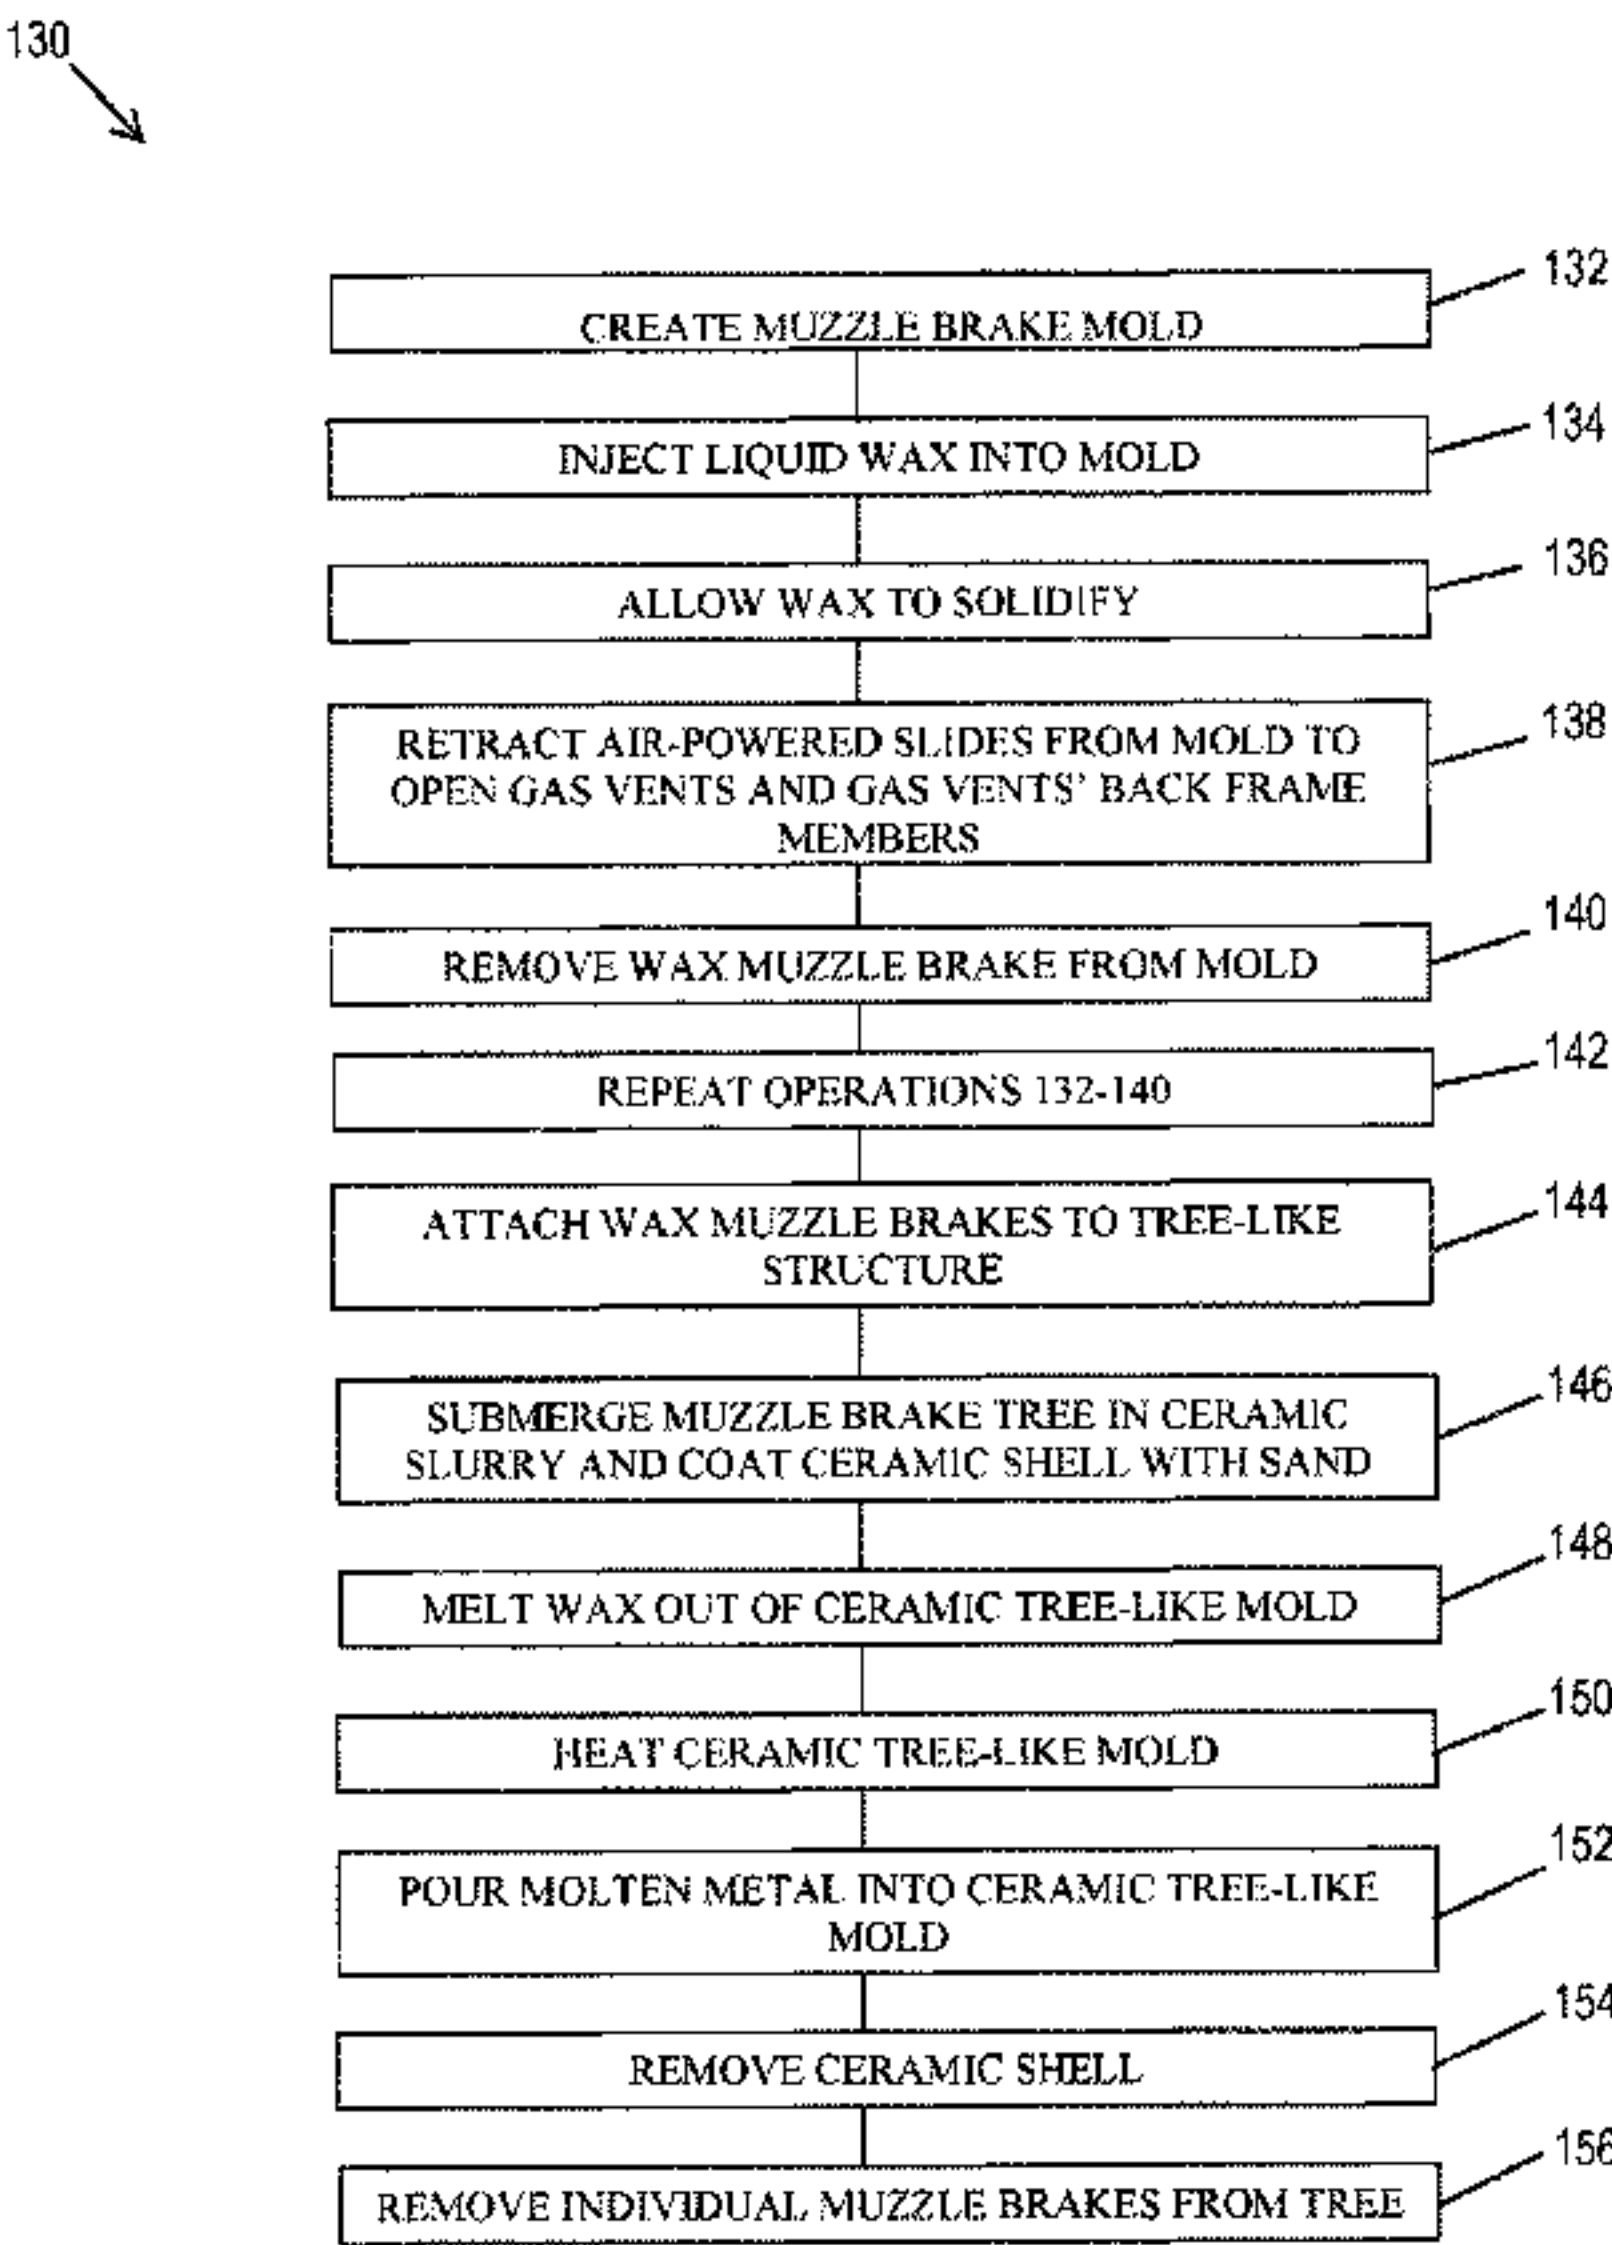 130
132
CREATE MUZZLE BRAKE MOLD
134
INJECT LIQUID WAX INTO MOLD
136
ALLOW WAX TO SOLIDIFY
138
RETRACT AIR-POWERED SLIDES FROM MOLD TO
OPEN GAS VENTS AND GAS VENTS' BACK FRAME
MEMBERS
140
REMOVE WAX MUZZLE BRAKE FROM MOLD
142
REPEAT OPERATIONS 132-140
144
ATTACH WAX MUZZLE BRAKES TO TREE-LIKE
STRUCTURE
146
SUBMERGE MUZZLE BRAKE TREE IN CERAMIC
SLURRY AND COAT CERAMIC SHELL WITH SAND
148
MELT WAX OUT OF CERAMIC TREE-LIKE MOLD
150
HEAT CERAMIC TREE-LIKE MOLD
152
POUR MOLTEN METAL INTO CERAMIC TREE-LIKE
MOLD
154
REMOVE CERAMIC SHELL
156
REMOVE INDIVIDUAL MUZZLE BRAKES FROM TREE